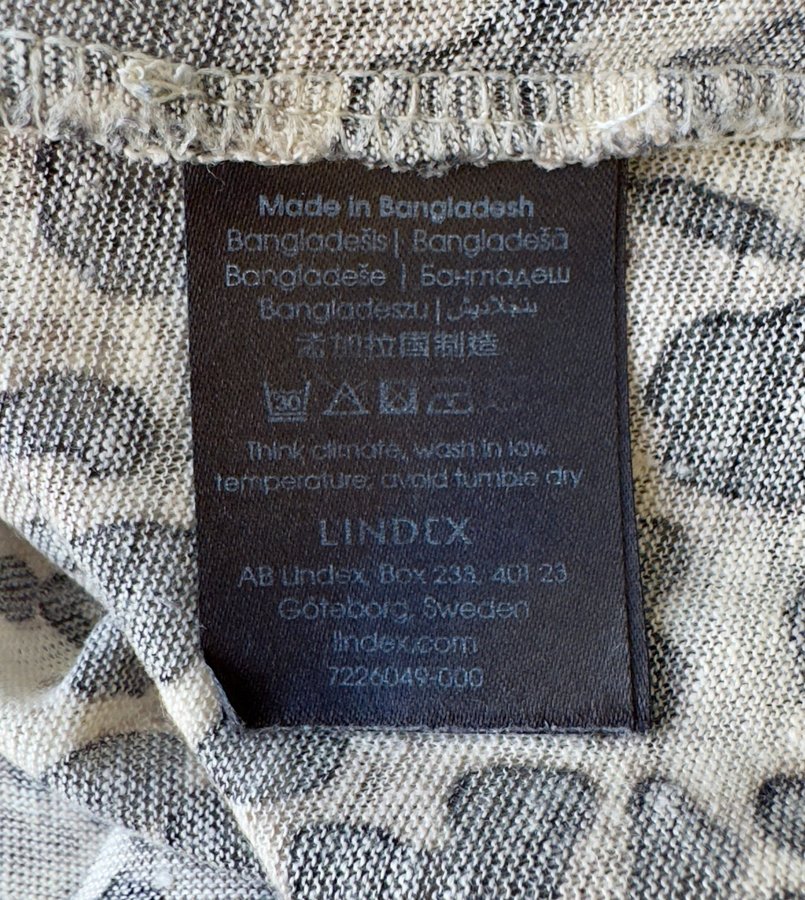 Made in Bangladesh
Bangladešis | Bangladešā
Bangladeše | Бангладеш
Bangladeszu | بنجلاديش
孟加拉国制造
30
Think climate, wash in low
temperature; avoid tumble dry
LINDEX
AB Lindex, Box 233, 401 23
Göteborg, Sweden
lindex.com
7226049-000